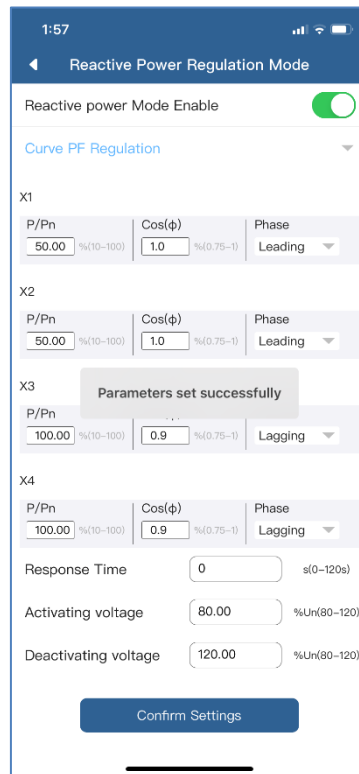 1:57
Reactive Power Regulation Mode
Reactive power Mode Enable
Curve PF Regulation
X1
P/Pn Cos(ф) Phase
50.00 %(10-100) 1.0 %(0.75-1) Leading
X2
P/Pn Cos(ф) Phase
50.00 %(10-100) 1.0 %(0.75-1) Leading
X3
Parameters set successfully
P/Pn
100.00 %(10-100) 0.9 %(0.75-1) Lagging
X4
P/Pn Cos(ф) Phase
100.00 %(10-100) 0.9 %(0.75-1) Lagging
Response Time 0 s(0-120s)
Activating voltage 80.00 %Un(80-120)
Deactivating voltage 120.00 %Un(80-120)
Confirm Settings